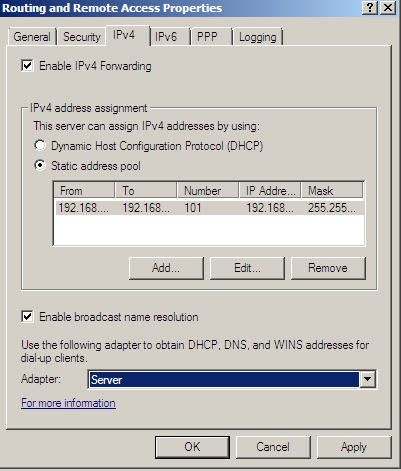 Routing and Remote Access Properties
General Security IPv4 IPv6 PPP Logging
Enable IPv4 Forwarding
IPv4 address assignment
This server can assign IPv4 addresses by using:
Dynamic Host Configuration Protocol (DHCP)
Static address pool
From To Number IP Addre... Mask
192.168.... 192.168... 101 192.168... 255.255...
Add... Edit... Remove
Enable broadcast name resolution
Use the following adapter to obtain DHCP, DNS, and WINS addresses for
dial-up clients.
Adapter: Server
For more information
OK Cancel Apply